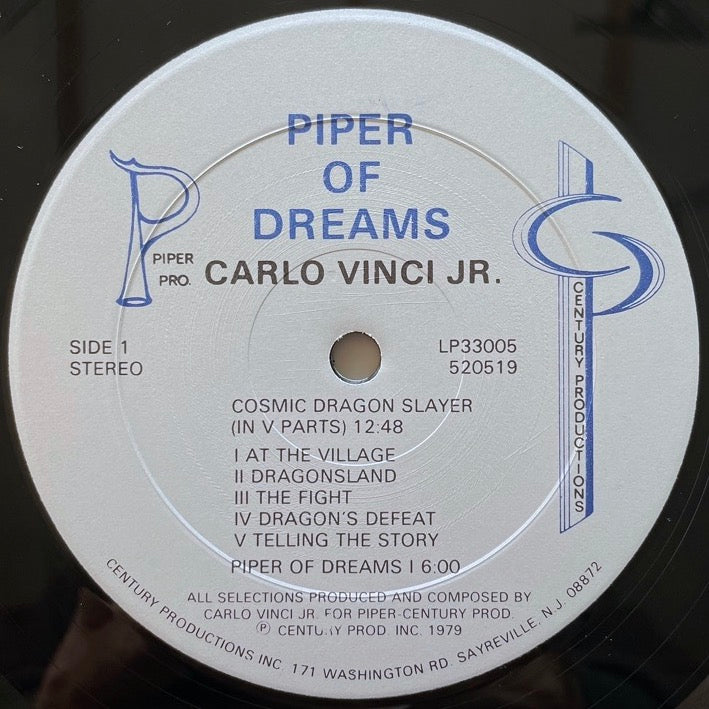 PIPER
OF
DREAMS
CARLO VINCI JR.
PIPER
PRO.
CENTURY PRODUCTIONS
SIDE 1
STEREO
LP33005
520519
COSMIC DRAGON SLAYER
(IN V PARTS) 12:48
I AT THE VILLAGE
II DRAGONSLAND
III THE FIGHT
IV DRAGON'S DEFEAT
V TELLING THE STORY
PIPER OF DREAMS I 6:00
ALL SELECTIONS PRODUCED AND COMPOSED BY
CARLO VINCI JR. FOR PIPER-CENTURY PROD.
Ⓟ CENTURY PROD. INC. 1979
CENTURY PRODUCTIONS INC. 171 WASHINGTON RD. SAYREVILLE, N.J. 08872